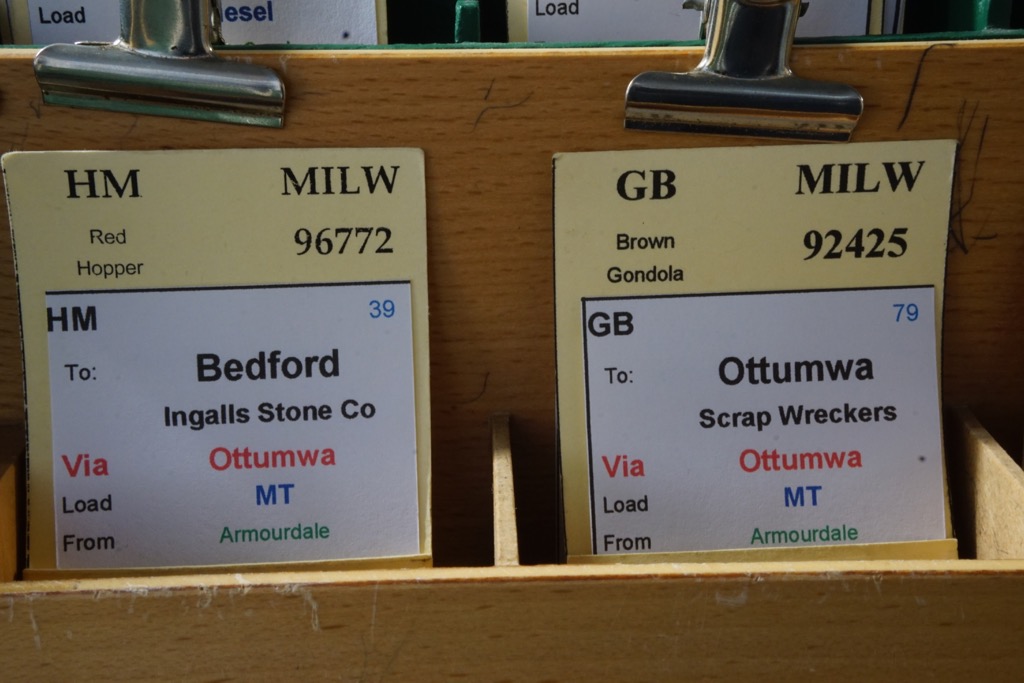 Load esel
Load
HM MILW
Red 96772
Hopper
HM 39
To: Bedford
Ingalls Stone Co
Via Ottumwa
Load MT
From Armourdale
GB MILW
Brown 92425
Gondola
GB 79
To: Ottumwa
Scrap Wreckers
Via Ottumwa
Load MT
From Armourdale